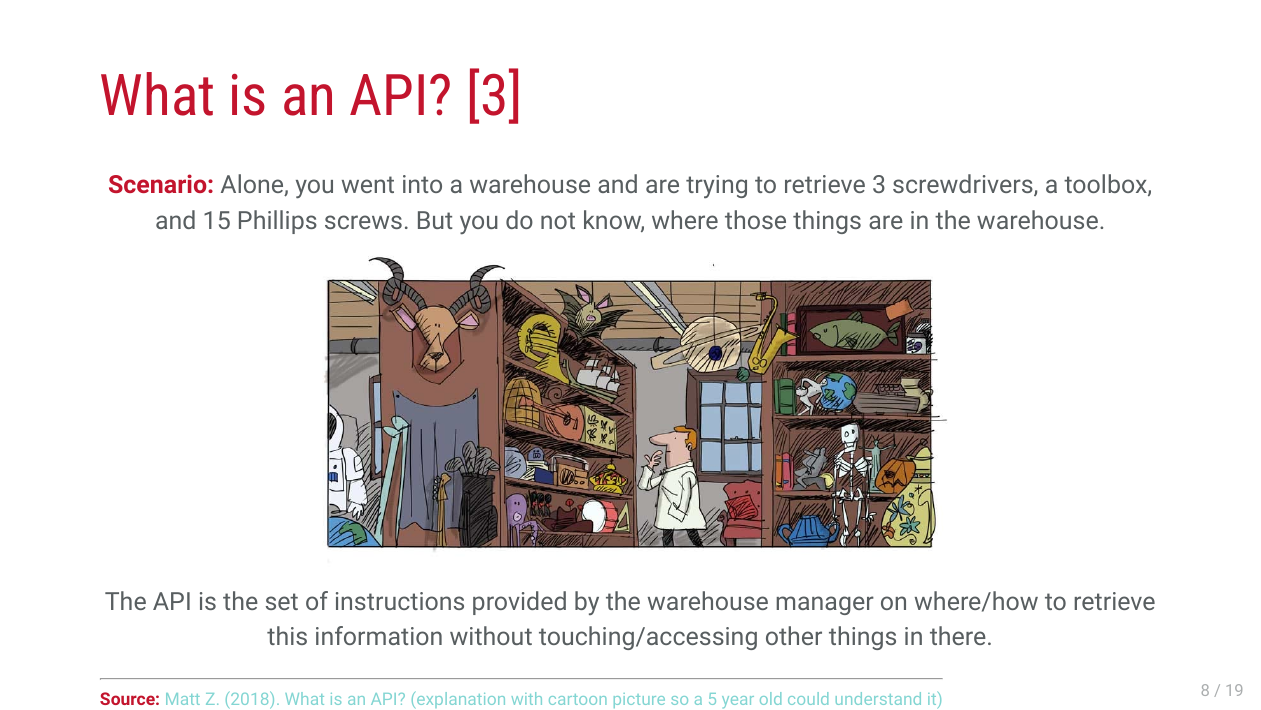 What is an API? [3]
Scenario: Alone, you went into a warehouse and are trying to retrieve 3 screwdrivers, a toolbox,
and 15 Phillips screws. But you do not know, where those things are in the warehouse.
The API is the set of instructions provided by the warehouse manager on where/how to retrieve
this information without touching/accessing other things in there.
Source: Matt Z. (2018). What is an API? (explanation with cartoon picture so a 5 year old could understand it)
8 / 19